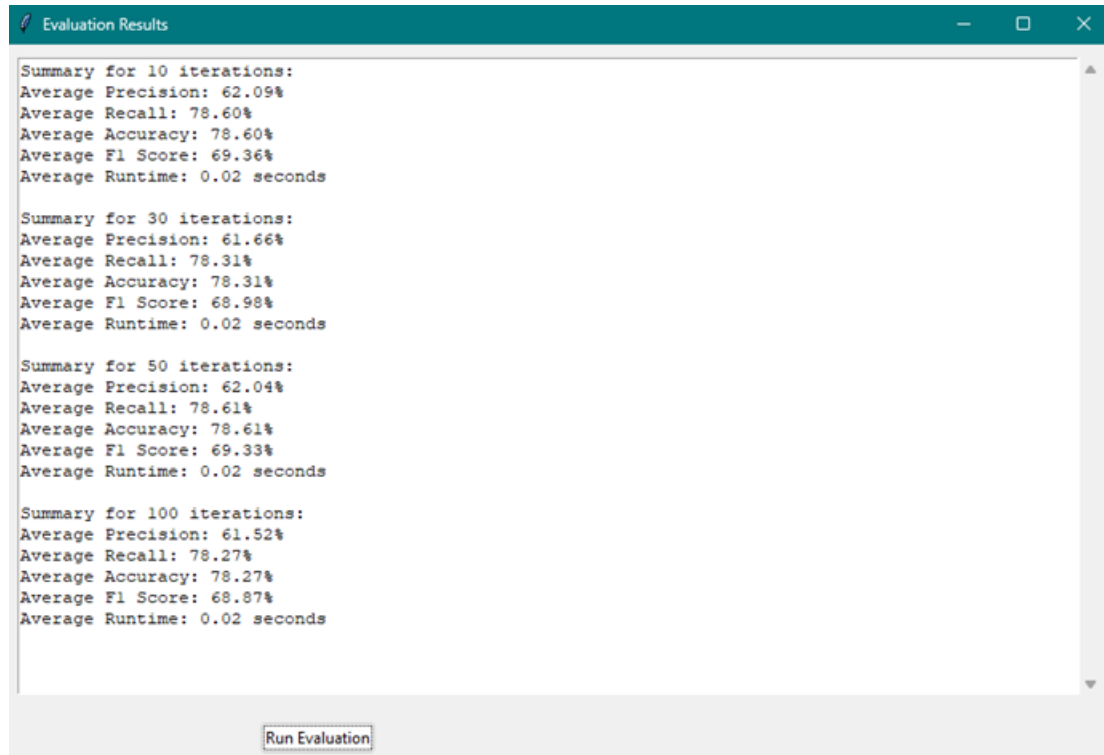 Evaluation Results
Summary for 10 iterations:
Average Precision: 62.09%
Average Recall: 78.60%
Average Accuracy: 78.60%
Average F1 Score: 69.36%
Average Runtime: 0.02 seconds
Summary for 30 iterations:
Average Precision: 61.66%
Average Recall: 78.31%
Average Accuracy: 78.31%
Average F1 Score: 68.98%
Average Runtime: 0.02 seconds
Summary for 50 iterations:
Average Precision: 62.04%
Average Recall: 78.61%
Average Accuracy: 78.61%
Average F1 Score: 69.33%
Average Runtime: 0.02 seconds
Summary for 100 iterations:
Average Precision: 61.52%
Average Recall: 78.27%
Average Accuracy: 78.27%
Average F1 Score: 68.87%
Average Runtime: 0.02 seconds
Run Evaluation